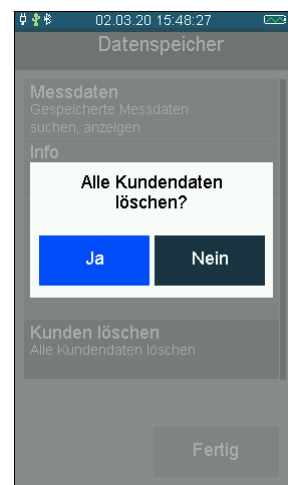 02.03.20 15:48:27
Datenspeicher
Messdaten
Gespeicherte Messdaten
suchen, anzeigen
Info
Alle Kundendaten
löschen?
Ja
Nein
Kunden löschen
Alle Kundendaten löschen
Fertig